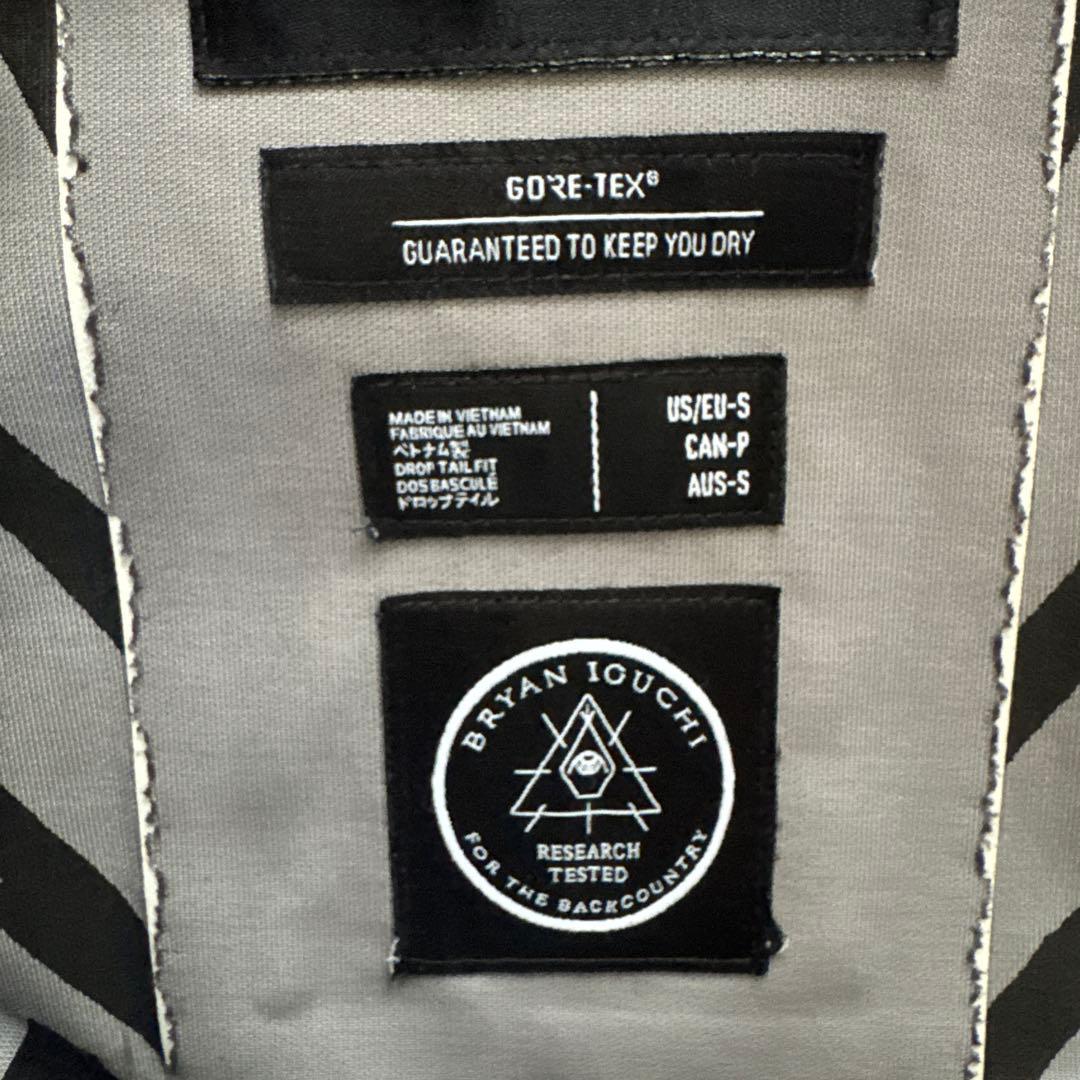 GORE-TEX®
GUARANTEED TO KEEP YOU DRY
MADE IN VIETNAM
FABRIQUE AU VIETNAM
ベトナム製
DROP TAIL FIT
DOS BASCULÉ
ドロップテイル
US/EU-S
CAN-P
AUS-S
BRYAN IOUCHI
RESEARCH
TESTED
FOR THE BACKCOUNTRY